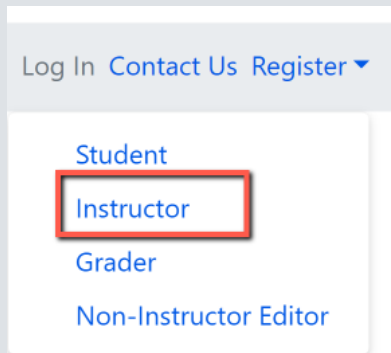 Log In Contact Us Register
Student
Instructor
Grader
Non-Instructor Editor